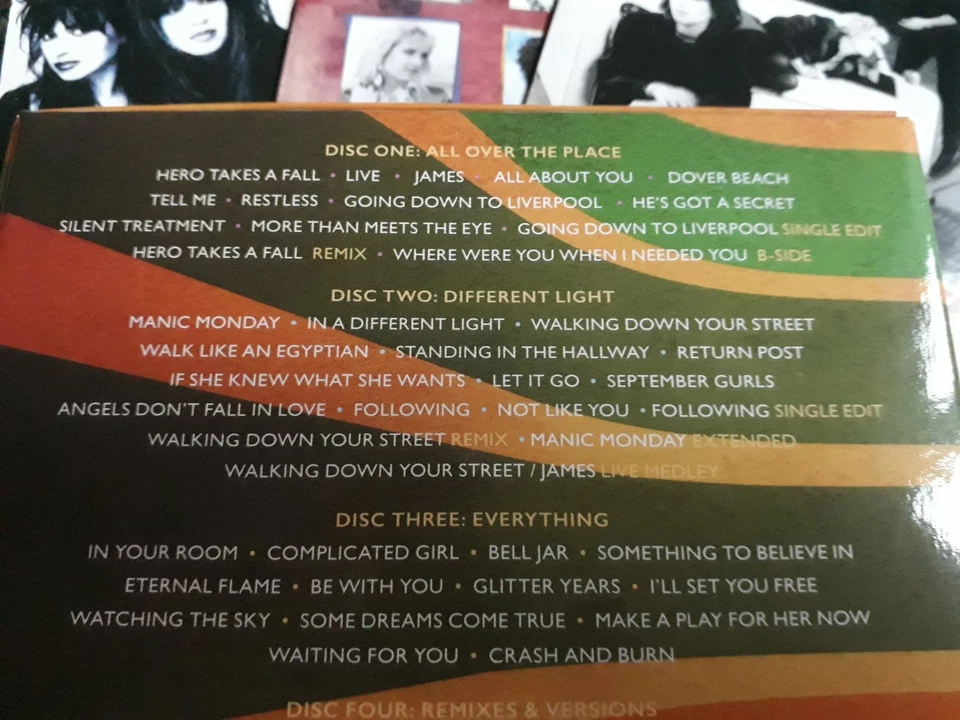 DISC ONE: ALL OVER THE PLACE
HERO TAKES A FALL • LIVE • JAMES • ALL ABOUT YOU • DOVER BEACH
TELL ME • RESTLESS • GOING DOWN TO LIVERPOOL • HE'S GOT A SECRET
SILENT TREATMENT • MORE THAN MEETS THE EYE • GOING DOWN TO LIVERPOOL SINGLE EDIT
HERO TAKES A FALL REMIX • WHERE WERE YOU WHEN I NEEDED YOU B-SIDE
DISC TWO: DIFFERENT LIGHT
MANIC MONDAY • IN A DIFFERENT LIGHT • WALKING DOWN YOUR STREET
WALK LIKE AN EGYPTIAN • STANDING IN THE HALLWAY • RETURN POST
IF SHE KNEW WHAT SHE WANTS • LET IT GO • SEPTEMBER GURLS
ANGELS DON'T FALL IN LOVE • FOLLOWING • NOT LIKE YOU • FOLLOWING SINGLE EDIT
WALKING DOWN YOUR STREET REMIX • MANIC MONDAY EXTENDED
WALKING DOWN YOUR STREET / JAMES LIVE MEDLEY
DISC THREE: EVERYTHING
IN YOUR ROOM • COMPLICATED GIRL • BELL JAR • SOMETHING TO BELIEVE IN
ETERNAL FLAME • BE WITH YOU • GLITTER YEARS • I'LL SET YOU FREE
WATCHING THE SKY • SOME DREAMS COME TRUE • MAKE A PLAY FOR HER NOW
WAITING FOR YOU • CRASH AND BURN
DISC FOUR: REMIXES & VERSIONS